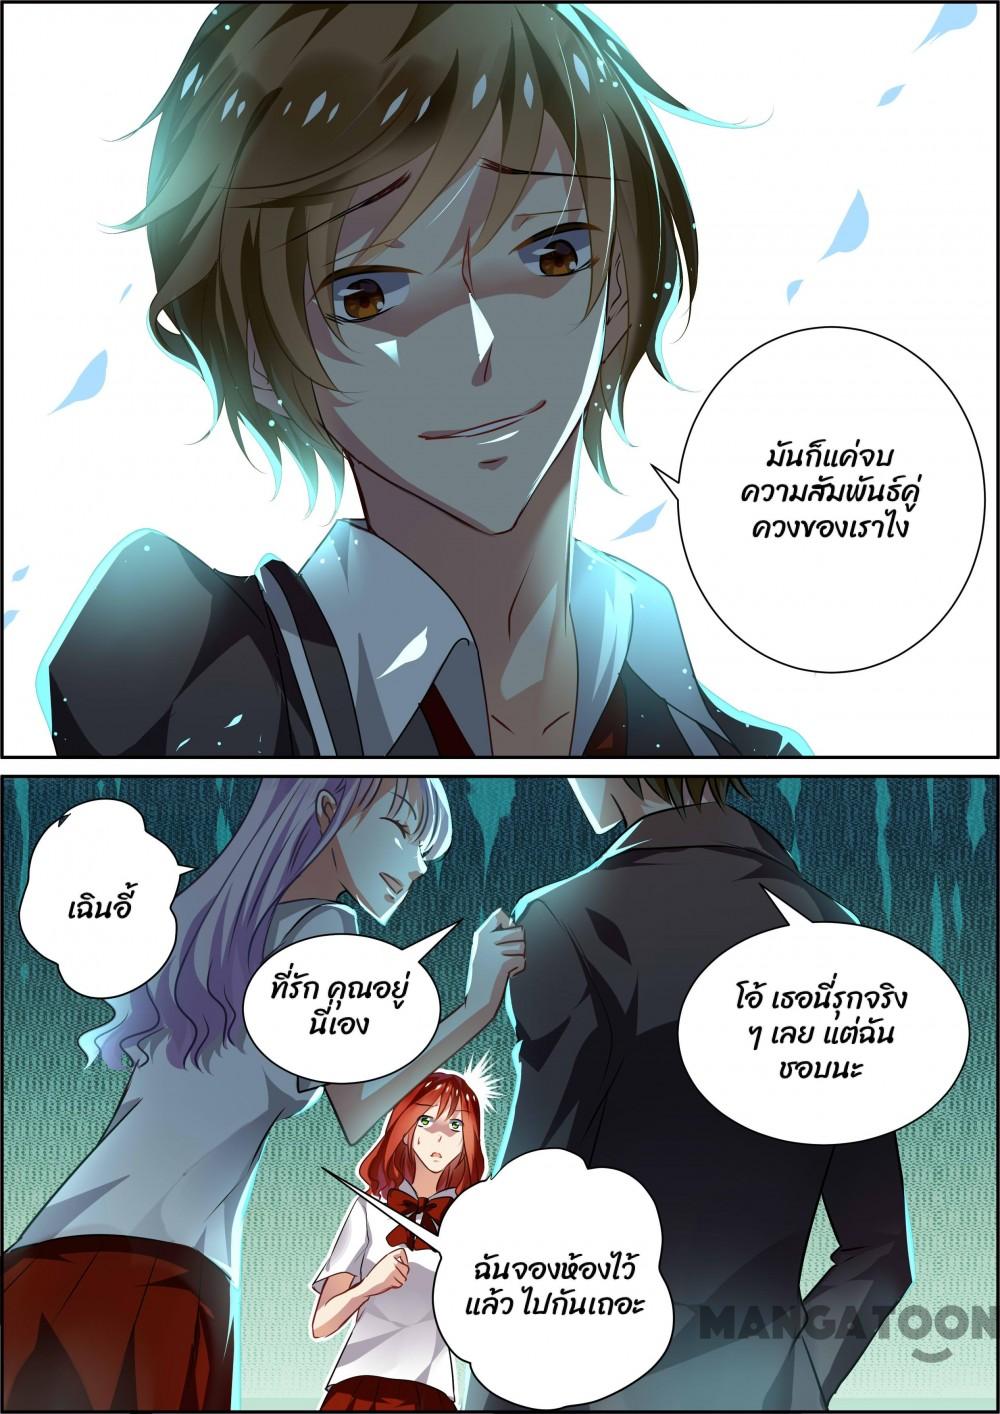 มันก็แค่จบ
ความสัมพันธ์คู่
ควงของเราไง
เฉินอี้
ที่รัก คุณอยู่
นี่เอง
โอ้ เธอนี่รุกจริง
ๆ เลย แต่ฉัน
ชอบนะ
ฉันจองห้องไว้
แล้ว ไปกันเถอะ
MANGATOON